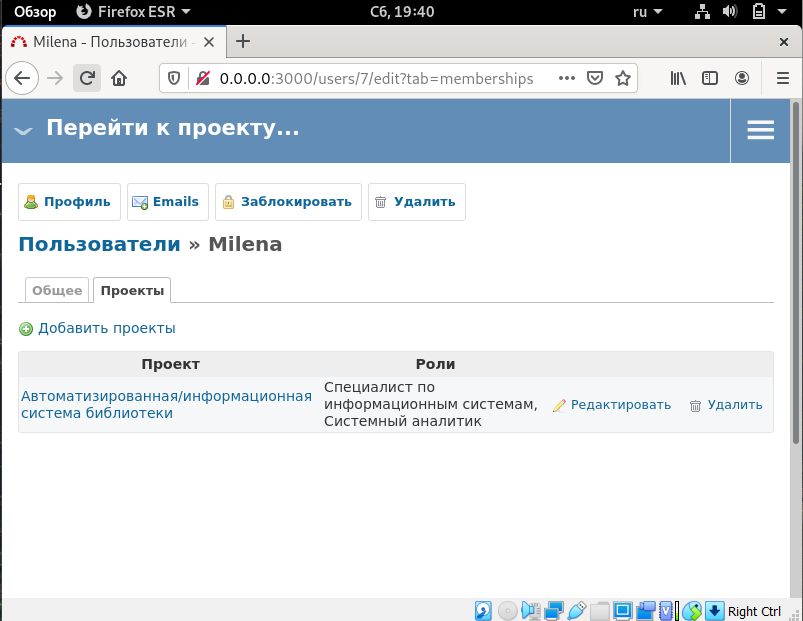 Обзор Firefox ESR Сб, 19:40 ru
Milena - Пользователи -
0.0.0.0:3000/users/7/edit?tab=memberships
Перейти к проекту...
Профиль Emails Заблокировать Удалить
Пользователи » Milena
Общее Проекты
Добавить проекты
Проект Роли
Автоматизированная/информационная система библиотеки
Специалист по
информационным системам,
Системный аналитик
Редактировать Удалить
Right Ctrl